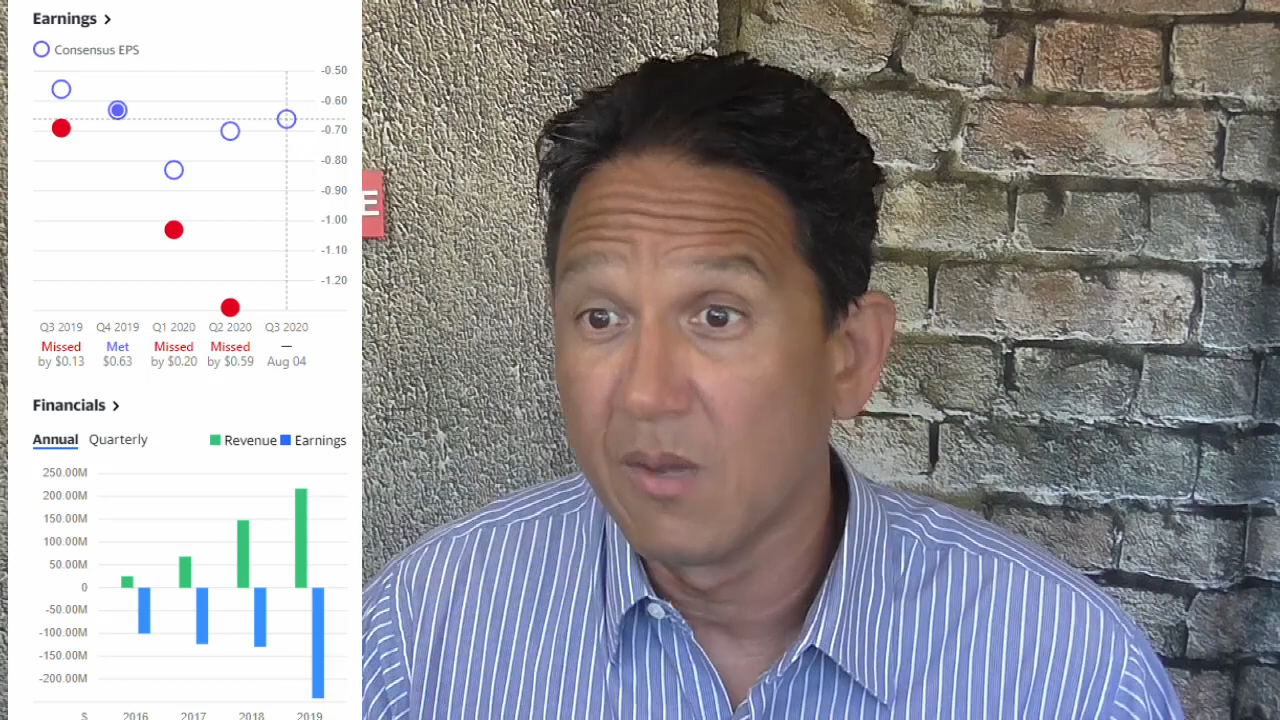 Earnings >
Consensus EPS
-0.50
-0.60
-0.70
-0.80
-0.90
-1.00
-1.10
-1.20
Q3 2019 Q4 2019 Q1 2020 Q2 2020 Q3 2020
Missed Met Missed Missed —
by $0.13 $0.63 by $0.20 by $0.59 Aug 04
Financials >
Annual Quarterly Revenue Earnings
250.00M
200.00M
150.00M
100.00M
50.00M
0
-50.00M
-100.00M
-150.00M
-200.00M
S 2016 2017 2018 2019
E